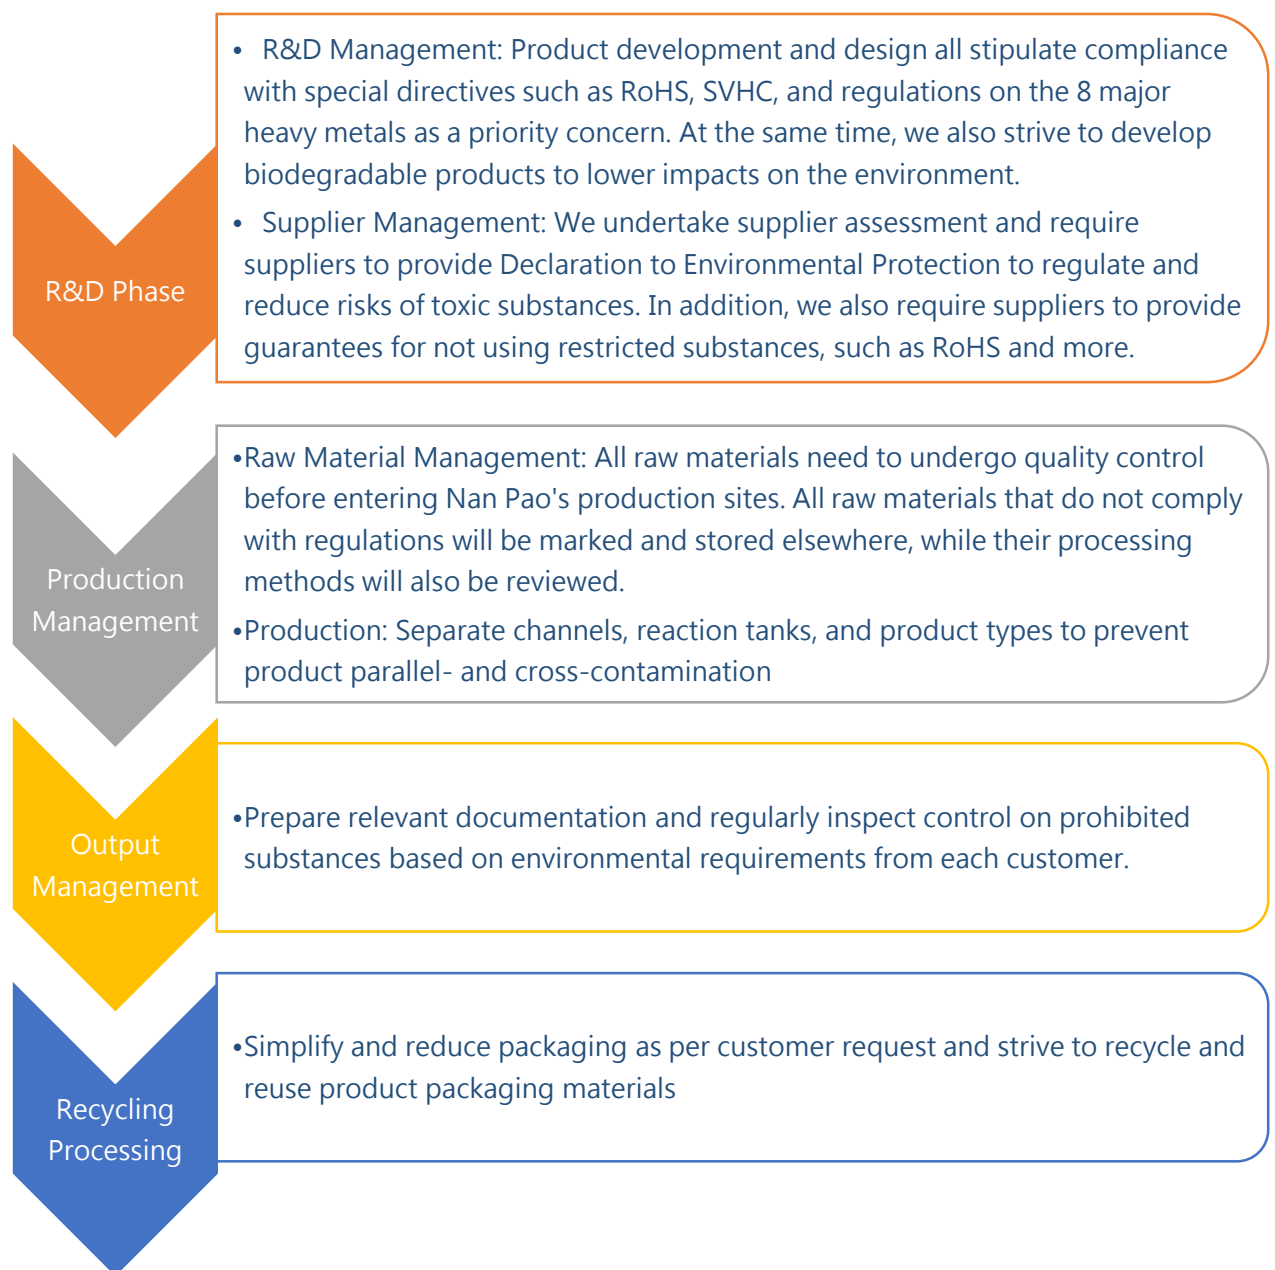 • R&D Management: Product development and design all stipulate compliance
with special directives such as RoHS, SVHC, and regulations on the 8 major
heavy metals as a priority concern. At the same time, we also strive to develop
biodegradable products to lower impacts on the environment.
• Supplier Management: We undertake supplier assessment and require
suppliers to provide Declaration to Environmental Protection to regulate and
reduce risks of toxic substances. In addition, we also require suppliers to provide
guarantees for not using restricted substances, such as RoHS and more.
R&D Phase
•Raw Material Management: All raw materials need to undergo quality control
before entering Nan Pao's production sites. All raw materials that do not comply
with regulations will be marked and stored elsewhere, while their processing
methods will also be reviewed.
•Production: Separate channels, reaction tanks, and product types to prevent
product parallel- and cross-contamination
Production
Management
•Prepare relevant documentation and regularly inspect control on prohibited
substances based on environmental requirements from each customer.
Output
Management
•Simplify and reduce packaging as per customer request and strive to recycle and
reuse product packaging materials
Recycling
Processing